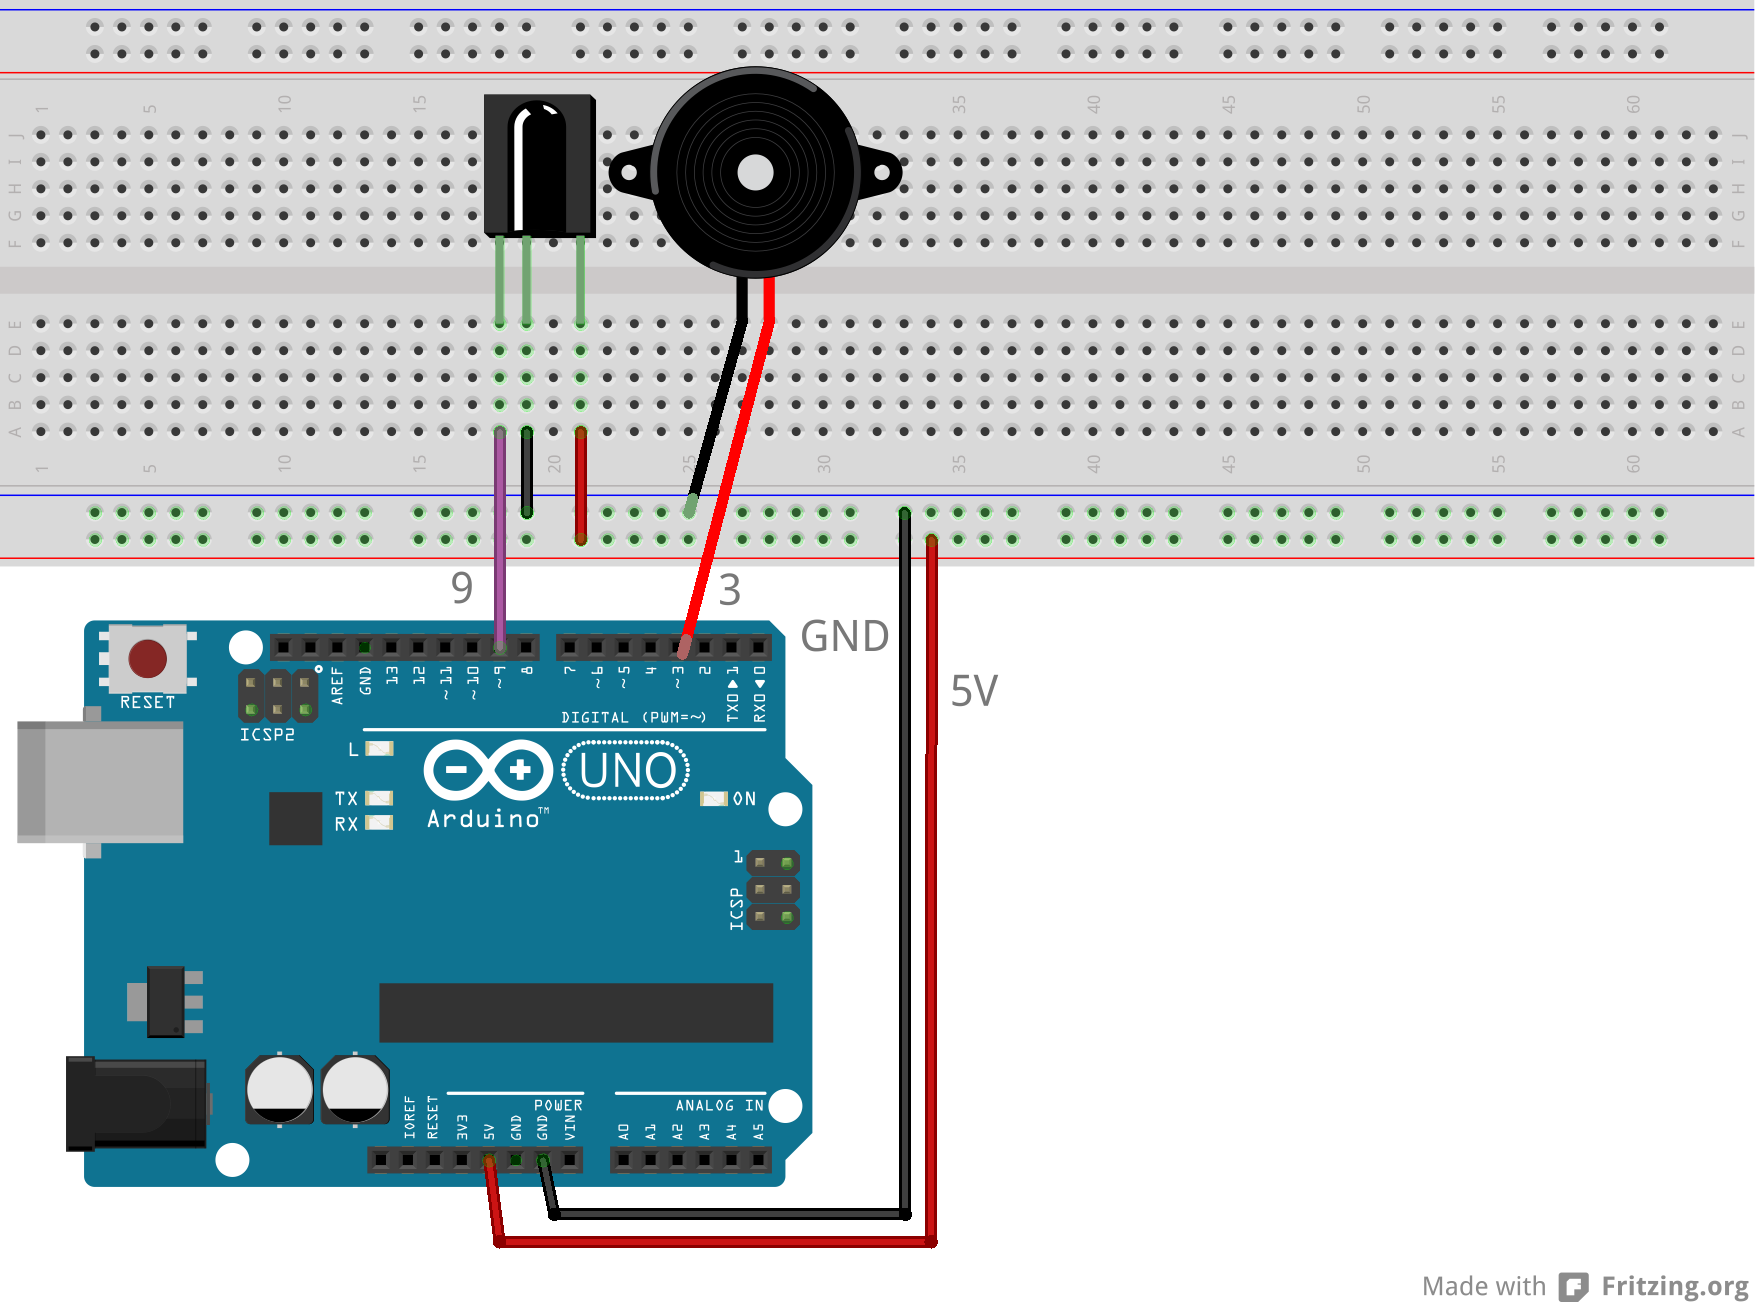 1 5 10 15 35 40 45 50 55 60
J J
I I
H H
G G
F F
E E
D D
C C
B B
A A
1 5 10 15 20 25 30 35 40 45 50 55 60
9 3
GND
5V
RESET
ICSP2
AREF GND 13 12 ~11 ~10 ~9 8 7 ~6 ~5 4 ~3 2 TX0▶1 RX0◀0
DIGITAL (PWM=~)
L
TX
RX
UNO
Arduino™
ON
1
ICSP
POWER
ANALOG IN
IOREF RESET 3V3 5V GND GND VIN A0 A1 A2 A3 A4 A5
Made with Fritzing.org